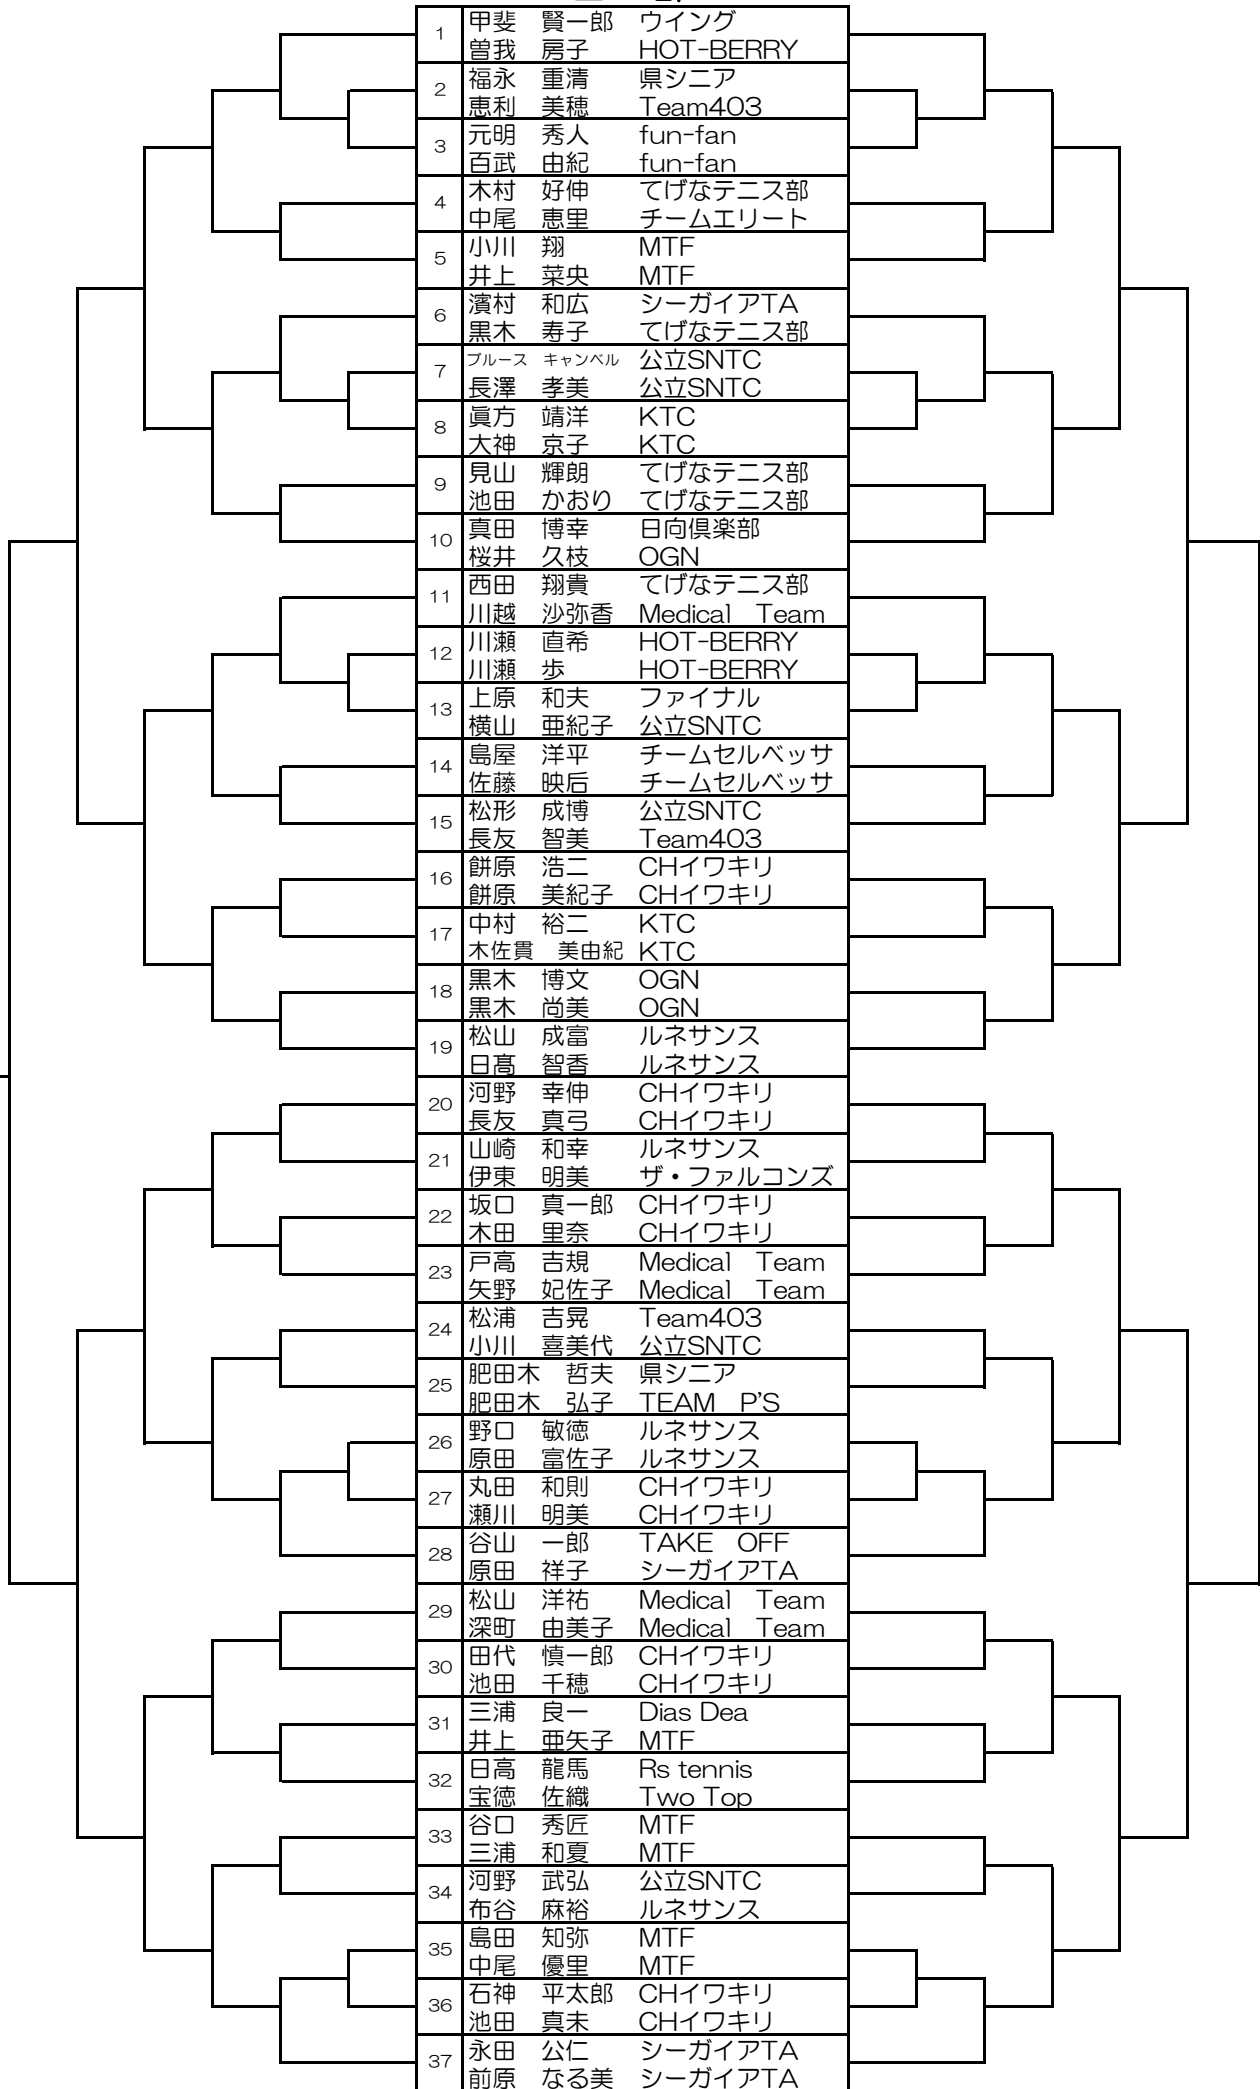 1 甲斐 賢一郎 ウイング
曽我 房子 HOT-BERRY
2 福永 重清 県シニア
恵利 美穂 Team403
3 元明 秀人 fun-fan
百武 由紀 fun-fan
4 木村 好伸 てげなテニス部
中尾 恵里 チームエリート
5 小川 翔 MTF
井上 菜央 MTF
6 濱村 和広 シーガイアTA
黒木 寿子 てげなテニス部
7 ブルース キャンベル 公立SNTC
長澤 孝美 公立SNTC
8 眞方 靖洋 KTC
大神 京子 KTC
9 見山 輝朗 てげなテニス部
池田 かおり てげなテニス部
10 真田 博幸 日向倶楽部
桜井 久枝 OGN
11 西田 翔貴 てげなテニス部
川越 沙弥香 Medical Team
12 川瀬 直希 HOT-BERRY
川瀬 歩 HOT-BERRY
13 上原 和夫 ファイナル
横山 亜紀子 公立SNTC
14 島屋 洋平 チームセルベッサ
佐藤 映后 チームセルベッサ
15 松形 成博 公立SNTC
長友 智美 Team403
16 餅原 浩二 CHイワキリ
餅原 美紀子 CHイワキリ
17 中村 裕二 KTC
木佐貫 美由紀 KTC
18 黒木 博文 OGN
黒木 尚美 OGN
19 松山 成富 ルネサンス
日髙 智香 ルネサンス
20 河野 幸伸 CHイワキリ
長友 真弓 CHイワキリ
21 山崎 和幸 ルネサンス
伊東 明美 ザ・ファルコンズ
22 坂口 真一郎 CHイワキリ
木田 里奈 CHイワキリ
23 戸高 吉規 Medical Team
矢野 妃佐子 Medical Team
24 松浦 吉晃 Team403
小川 喜美代 公立SNTC
25 肥田木 哲夫 県シニア
肥田木 弘子 TEAM P'S
26 野口 敏徳 ルネサンス
原田 富佐子 ルネサンス
27 丸田 和則 CHイワキリ
瀬川 明美 CHイワキリ
28 谷山 一郎 TAKE OFF
原田 祥子 シーガイアTA
29 松山 洋祐 Medical Team
深町 由美子 Medical Team
30 田代 慎一郎 CHイワキリ
池田 千穂 CHイワキリ
31 三浦 良一 Dias Dea
井上 亜矢子 MTF
32 日高 龍馬 Rs tennis
宝徳 佐織 Two Top
33 谷口 秀匠 MTF
三浦 和夏 MTF
34 河野 武弘 公立SNTC
布谷 麻裕 ルネサンス
35 島田 知弥 MTF
中尾 優里 MTF
36 石神 平太郎 CHイワキリ
池田 真未 CHイワキリ
37 永田 公仁 シーガイアTA
前原 なる美 シーガイアTA